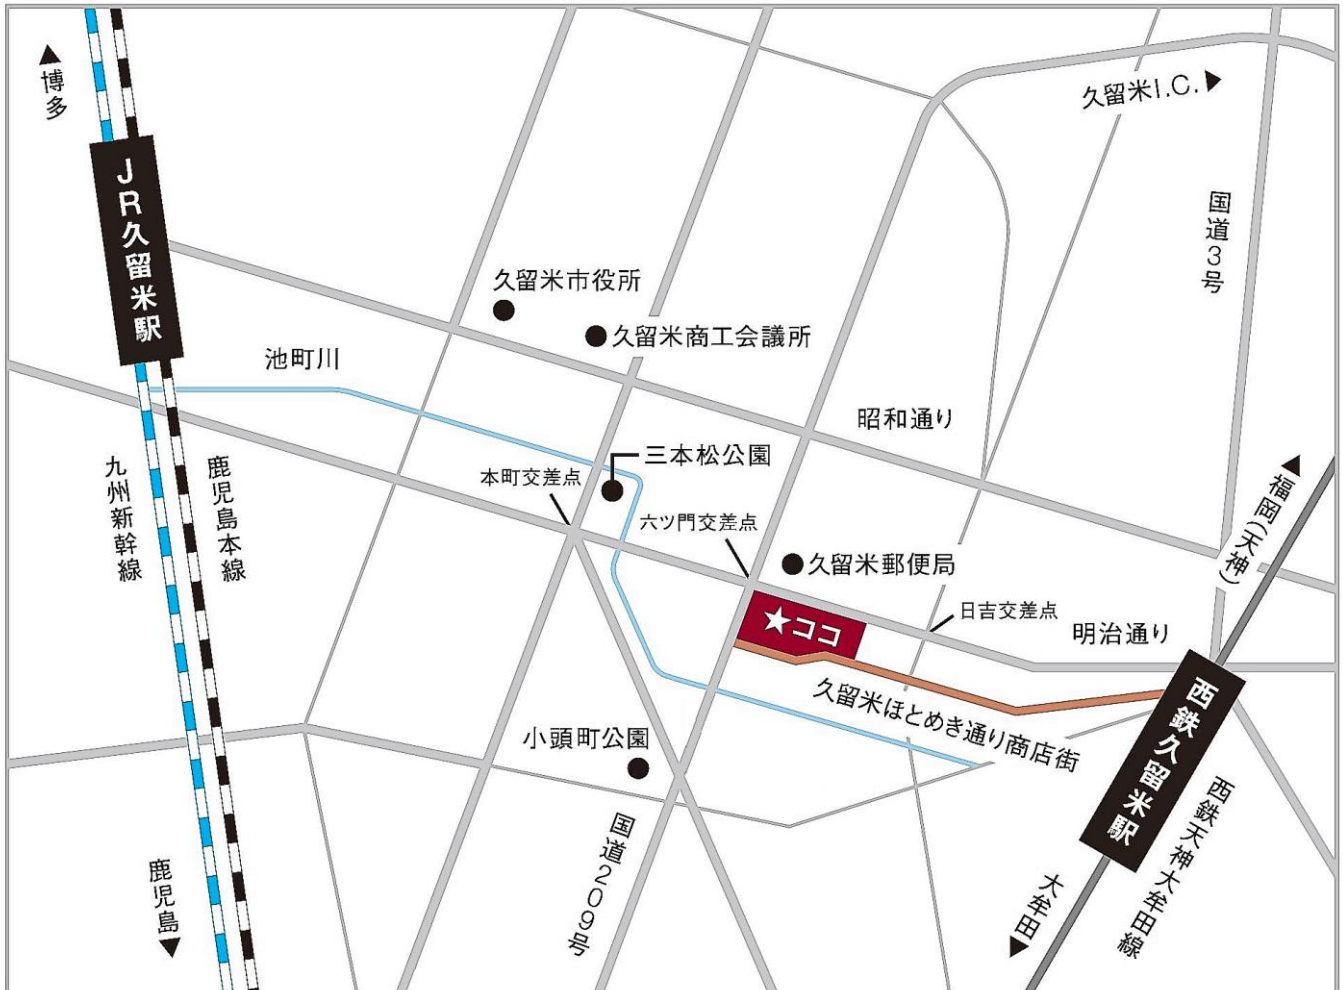 博多
久留米I.C.
JR久留米駅
国道3号
久留米市役所
久留米商工会議所
池町川
昭和通り
三本松公園
本町交差点
六ツ門交差点
九州新幹線
鹿児島本線
福岡(天神)
久留米郵便局
日吉交差点
明治通り
★ココ
久留米ほとめき通り商店街
西鉄久留米駅
小頭町公園
国道209号
西鉄天神大牟田線
鹿児島
大牟田